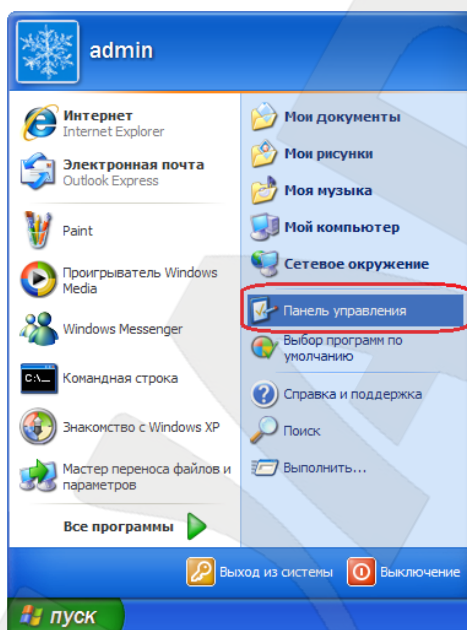 admin
Интернет
Internet Explorer
Электронная почта
Outlook Express
Paint
Проигрыватель Windows
Media
Windows Messenger
C:\_
Командная строка
Знакомство с Windows XP
Мастер переноса файлов и
параметров
Все программы
Мои документы
Мои рисунки
Моя музыка
Мой компьютер
Сетевое окружение
Панель управления
Выбор программ по
умолчанию
Справка и поддержка
Поиск
Выполнить...
Выход из системы
Выключение
пуск